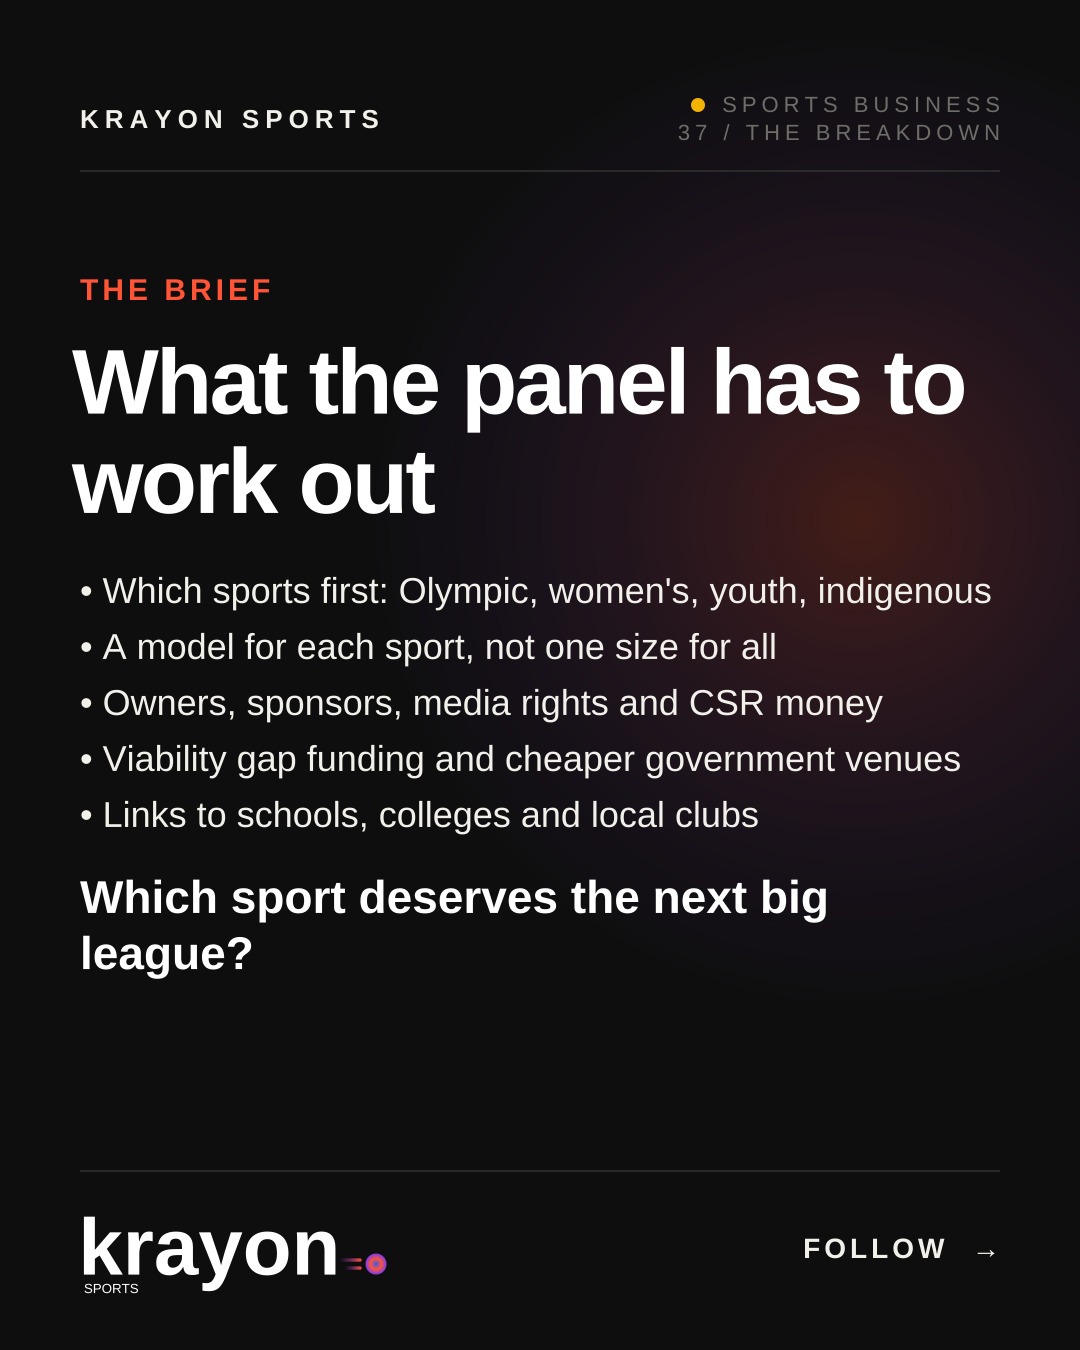 KRAYON SPORTS
SPORTS BUSINESS
37 / THE BREAKDOWN
THE BRIEF
What the panel has to
work out
• Which sports first: Olympic, women's, youth, indigenous
• A model for each sport, not one size for all
• Owners, sponsors, media rights and CSR money
• Viability gap funding and cheaper government venues
• Links to schools, colleges and local clubs
Which sport deserves the next big
league?
krayon
SPORTS
FOLLOW →